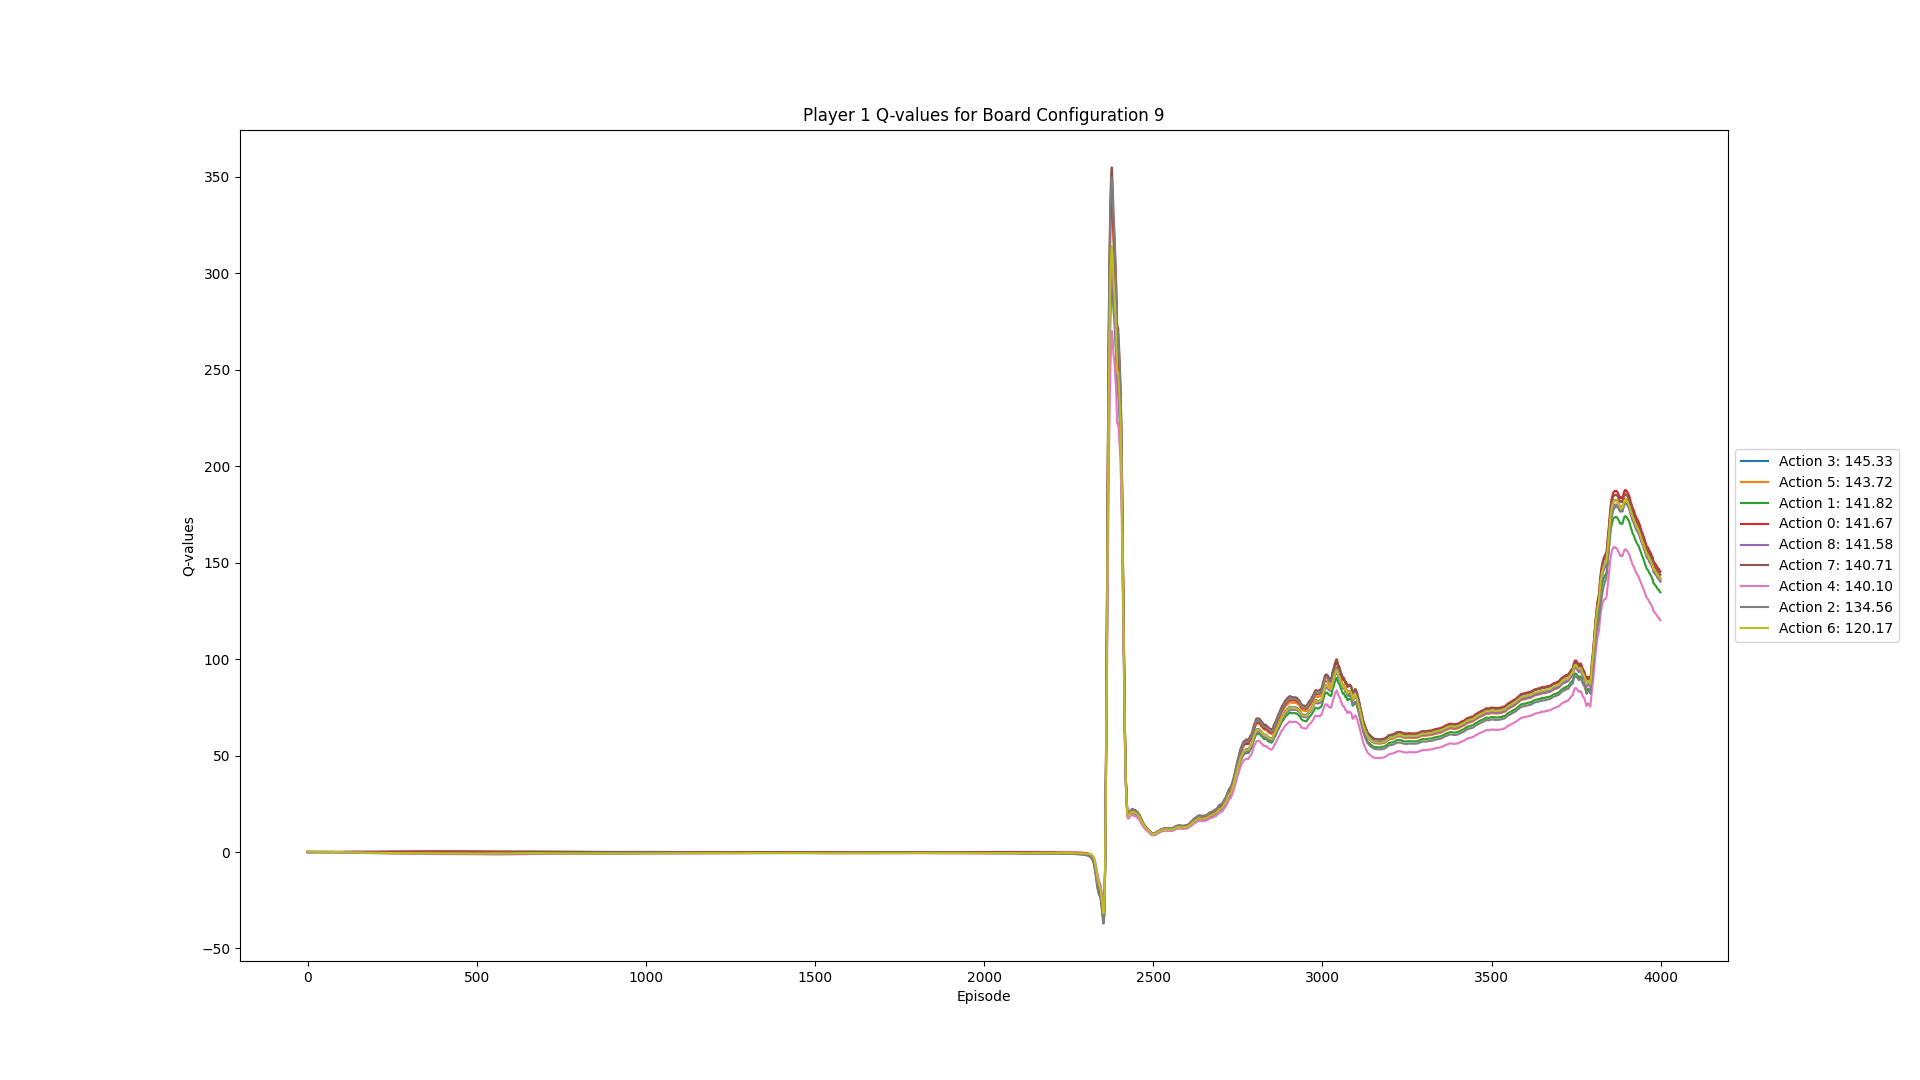 Player 1 Q-values for Board Configuration 9
350
300
250
200
150
100
50
0
−50
Q-values
0 500 1000 1500 2000 2500 3000 3500 4000
Episode
Action 3: 145.33
Action 5: 143.72
Action 1: 141.82
Action 0: 141.67
Action 8: 141.58
Action 7: 140.71
Action 4: 140.10
Action 2: 134.56
Action 6: 120.17